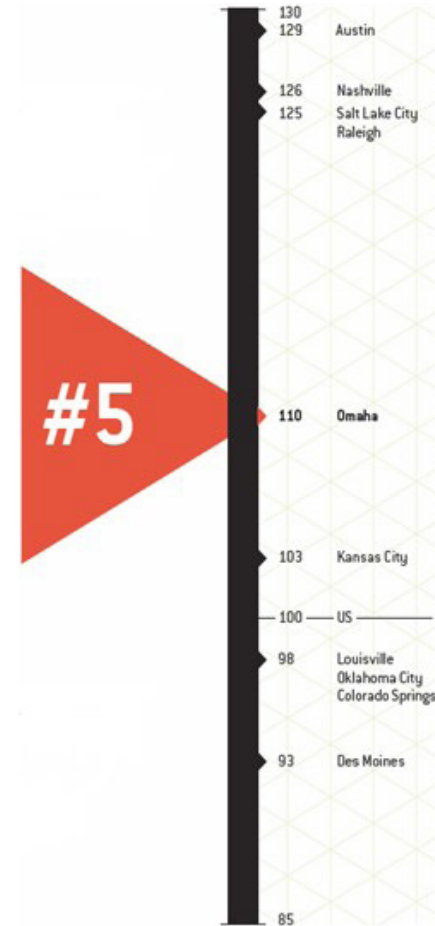 130
129 Austin
126 Nashville
125 Salt Lake City
Raleigh
#5
110 Omaha
103 Kansas City
100 US
98 Louisville
Oklahoma City
Colorado Springs
93 Des Moines
85